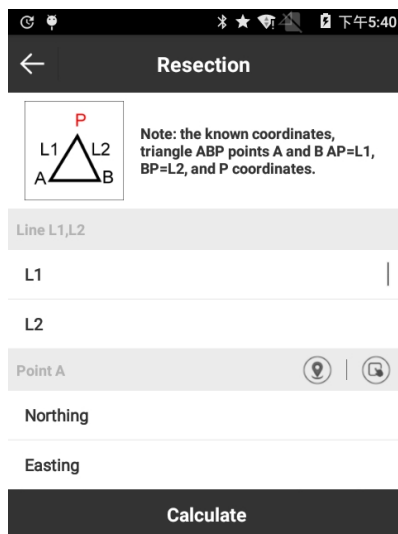 下午5:40
Resection
P
L1 L2
A B
Note: the known coordinates,
triangle ABP points A and B AP=L1,
BP=L2, and P coordinates.
Line L1,L2
L1
L2
Point A
Northing
Easting
Calculate